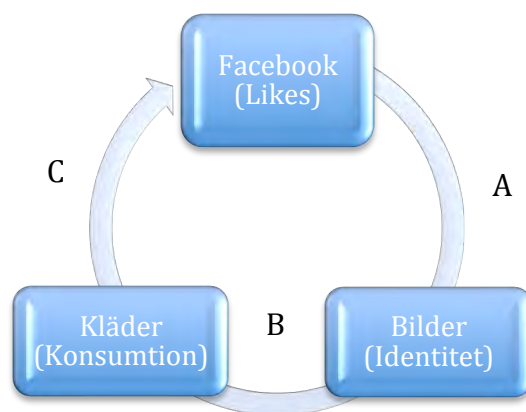 Facebook
(Likes)
C
A
Kläder
(Konsumtion)
B
Bilder
(Identitet)